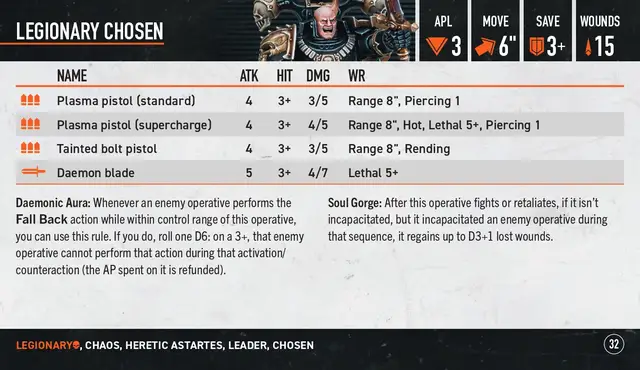 LEGIONARY CHOSEN
APL 3
MOVE 6"
SAVE 3+
WOUNDS 15
NAME ATK HIT DMG WR
Plasma pistol (standard) 4 3+ 3/5 Range 8", Piercing 1
Plasma pistol (supercharge) 4 3+ 4/5 Range 8", Hot, Lethal 5+, Piercing 1
Tainted bolt pistol 4 3+ 3/5 Range 8", Rending
Daemon blade 5 3+ 4/7 Lethal 5+
Daemonic Aura: Whenever an enemy operative performs the
Fall Back action while within control range of this operative,
you can use this rule. If you do, roll one D6: on a 3+, that enemy
operative cannot perform that action during that activation/
counteraction (the AP spent on it is refunded).
Soul Gorge: After this operative fights or retaliates, if it isn't
incapacitated, but it incapacitated an enemy operative during
that sequence, it regains up to D3+1 lost wounds.
LEGIONARY, CHAOS, HERETIC ASTARTES, LEADER, CHOSEN
32